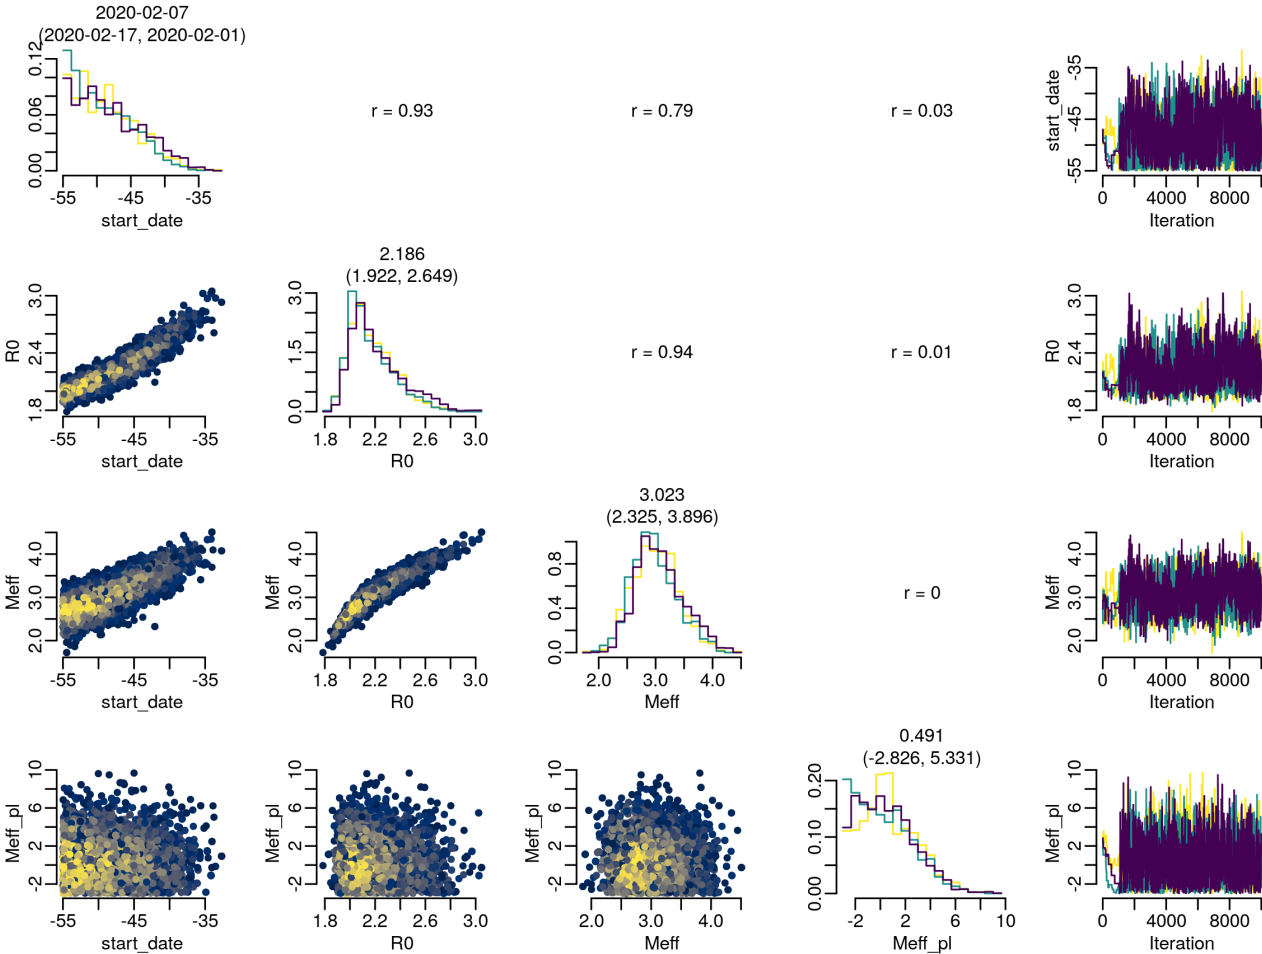 2020-02-07
(2020-02-17, 2020-02-01)
0.00 0.06 0.12
-55 -45 -35
start_date
r = 0.93
r = 0.79
r = 0.03
start_date
-55 -45 -35
0 4000 8000
Iteration
R0
1.8 2.4 3.0
-55 -45 -35
start_date
2.186
(1.922, 2.649)
0.0 1.5 3.0
1.8 2.2 2.6 3.0
R0
r = 0.94
r = 0.01
R0
1.8 2.4 3.0
0 4000 8000
Iteration
Meff
2.0 3.0 4.0
-55 -45 -35
start_date
Meff
2.0 3.0 4.0
1.8 2.2 2.6 3.0
R0
3.023
(2.325, 3.896)
0.0 0.4 0.8
2.0 3.0 4.0
Meff
r = 0
Meff
2.0 3.0 4.0
0 4000 8000
Iteration
Meff_pl
-2 2 6 10
-55 -45 -35
start_date
Meff_pl
-2 2 6 10
1.8 2.2 2.6 3.0
R0
Meff_pl
-2 2 6 10
2.0 3.0 4.0
Meff
0.491
(-2.826, 5.331)
0.00 0.10 0.20
-2 2 6 10
Meff_pl
Meff_pl
-2 2 6 10
0 4000 8000
Iteration